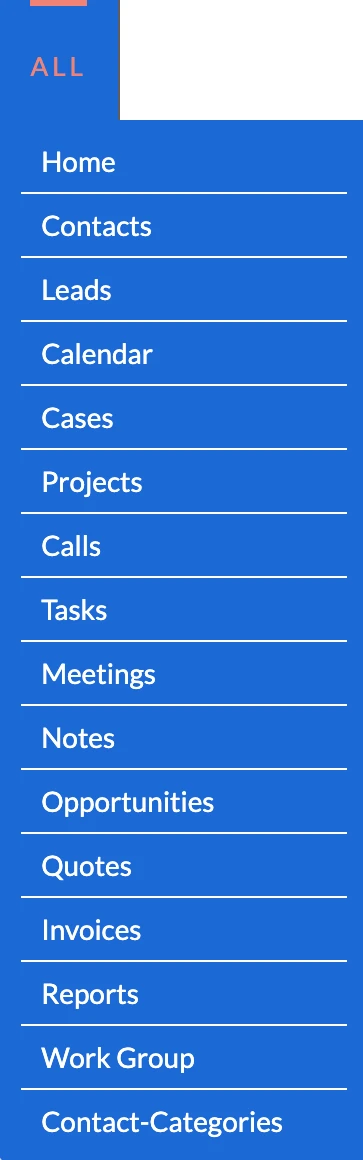 ALL
Home
Contacts
Leads
Calendar
Cases
Projects
Calls
Tasks
Meetings
Notes
Opportunities
Quotes
Invoices
Reports
Work Group
Contact-Categories